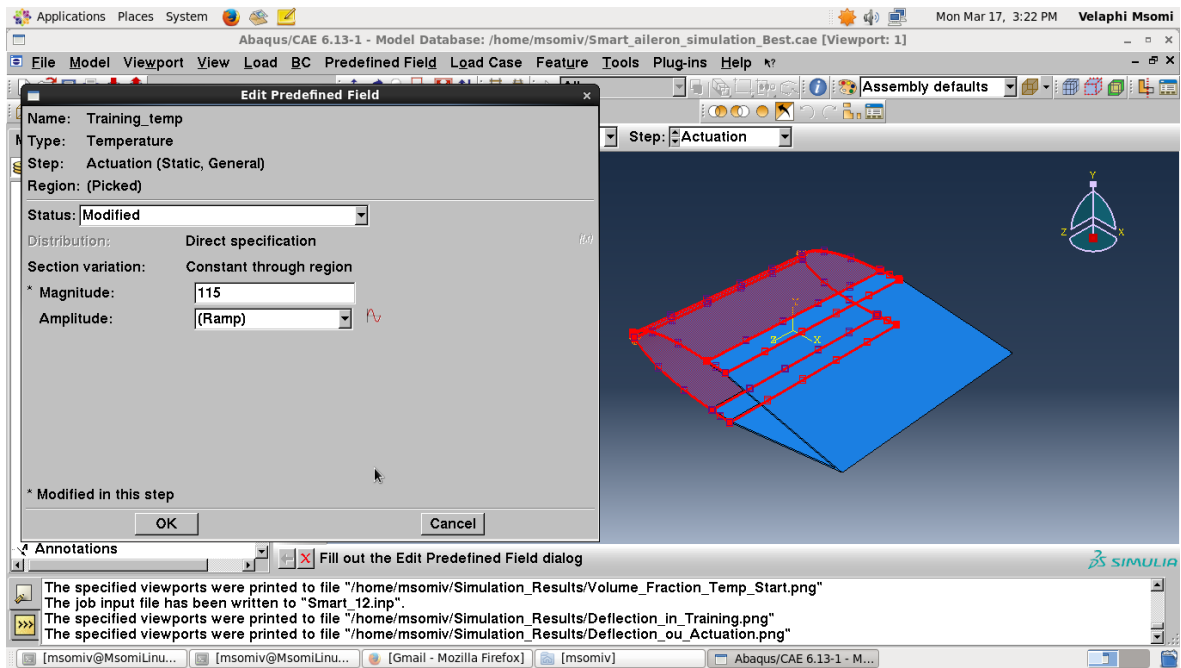 Applications Places System Mon Mar 17, 3:22 PM Velaphi Msomi
Abaqus/CAE 6.13-1 - Model Database: /home/msomiv/Smart_aileron_simulation_Best.cae [Viewport: 1]
File Model Viewport View Load BC Predefined Field Load Case Feature Tools Plug-ins Help
Assembly defaults
Edit Predefined Field
Step: Actuation
Name: Training_temp
Type: Temperature
Step: Actuation (Static, General)
Region: (Picked)
Status: Modified
Distribution: Direct specification f(x)
Section variation: Constant through region
* Magnitude: 115
Amplitude: (Ramp)
* Modified in this step
OK Cancel
Y
Z X
Y
Z X
Annotations
Fill out the Edit Predefined Field dialog
SIMULIA
The specified viewports were printed to file "/home/msomiv/Simulation_Results/Volume_Fraction_Temp_Start.png"
The job input file has been written to "Smart_12.inp".
The specified viewports were printed to file "/home/msomiv/Simulation_Results/Deflection_in_Training.png"
The specified viewports were printed to file "/home/msomiv/Simulation_Results/Deflection_ou_Actuation.png"
>>>
[msomiv@MsomiLinu... [msomiv@MsomiLinu... [Gmail - Mozilla Firefox] [msomiv] Abaqus/CAE 6.13-1 - M...